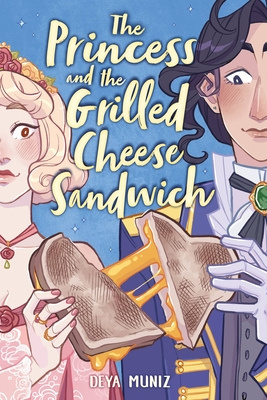 The
Princess
and the
Grilled
Cheese
Sandwich
DEYA MUNIZ